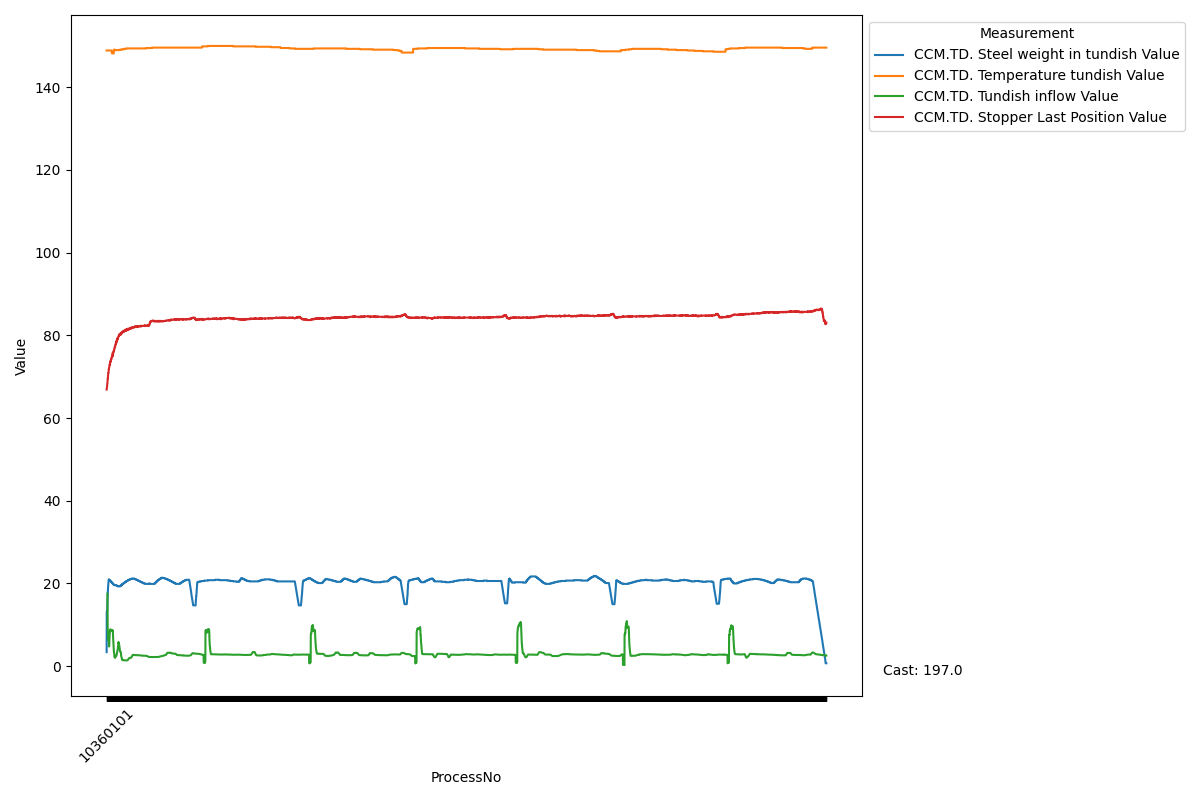 Measurement
CCM.TD. Steel weight in tundish Value
CCM.TD. Temperature tundish Value
CCM.TD. Tundish inflow Value
CCM.TD. Stopper Last Position Value
140
120
100
80
60
40
20
0
Value
Cast: 197.0
10360101
ProcessNo